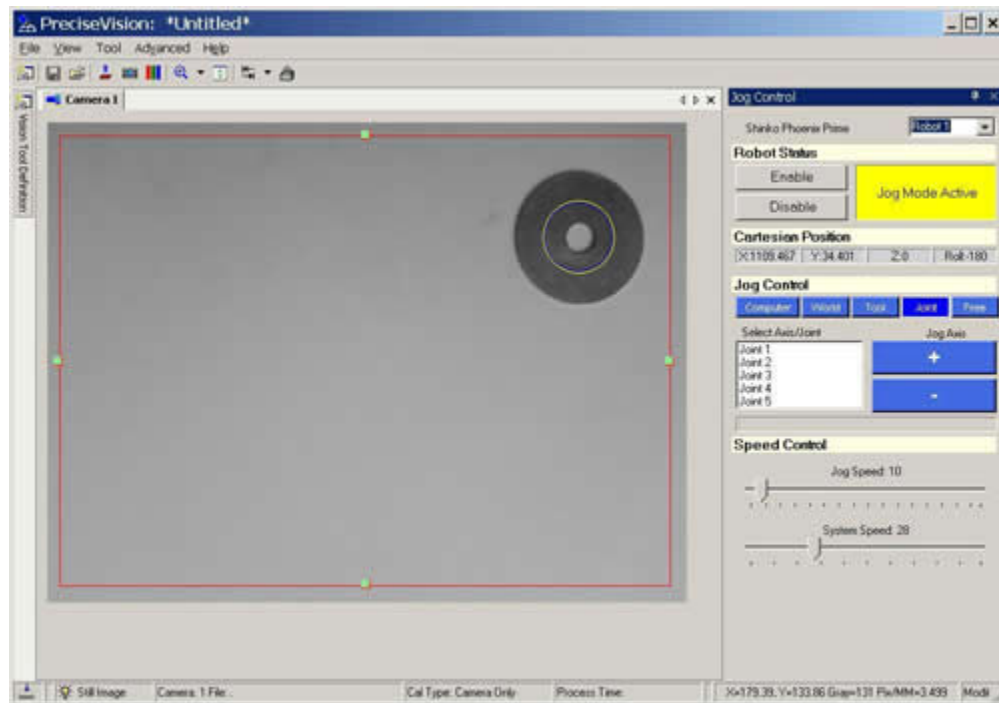 PreciseVision: *Untitled*
File View Tool Advanced Help
Camera 1
Vision Tool Definition
Jog Control
Shinko Phoenix Prime Robot 1
Robot Status
Enable
Disable
Jog Mode Active
Cartesian Position
X:1109.467 Y:34.401 Z:0 Roll:-180
Jog Control
Computer World Tool Joint Free
Select Axis/Joint Jog Axis
Joint 1
Joint 2
Joint 3
Joint 4
Joint 5
+
-
Speed Control
Jog Speed: 10
System Speed: 28
Still Image Camera: 1 File: Cal Type: Camera Only Process Time: X=179.39, Y=133.86 Gray=131 Pix/MM=3.499 Modi